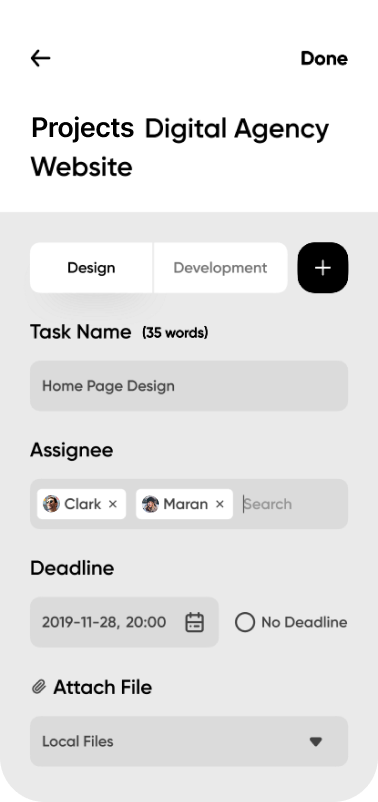 Done
Projects Digital Agency
Website
Design Development
Task Name (35 words)
Home Page Design
Assignee
Clark × Maran × Search
Deadline
2019-11-28, 20:00 No Deadline
Attach File
Local Files